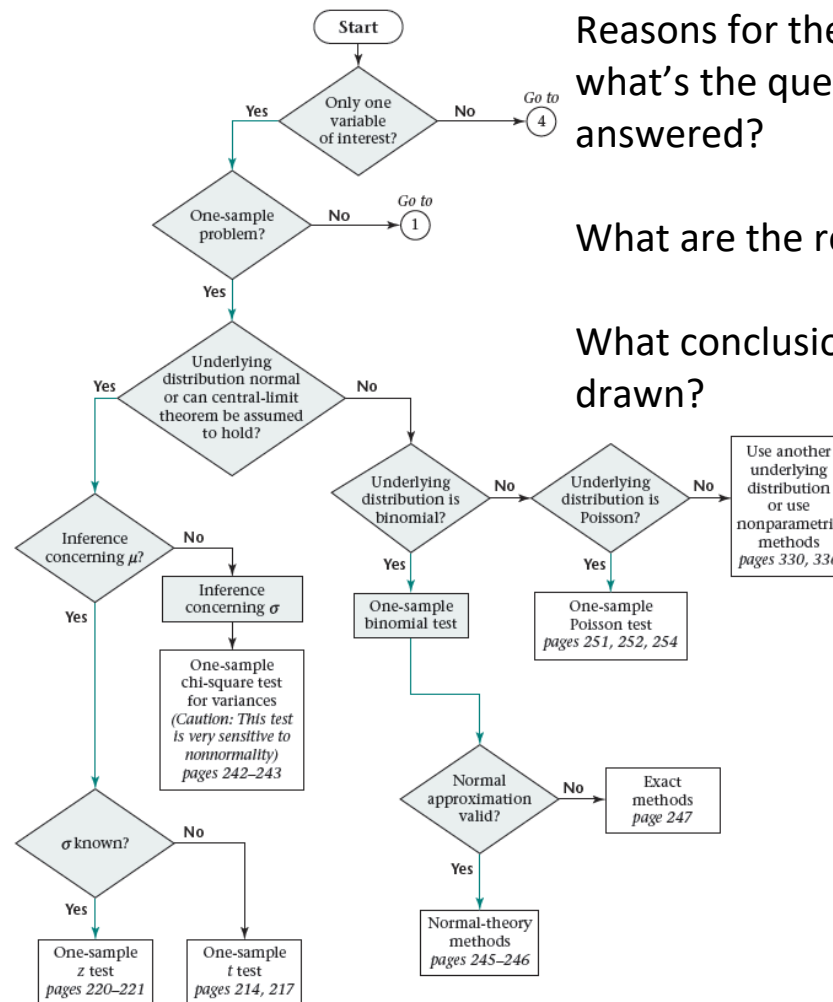 Start
Only one
variable
of interest?
Yes
No
Go to
4
One-sample
problem?
No
Go to
1
Yes
Underlying
distribution normal
or can central-limit
theorem be assumed
to hold?
Yes
No
Inference
concerning μ?
No
Yes
Inference
concerning σ
One-sample
chi-square test
for variances
(Caution: This test
is very sensitive to
nonnormality)
pages 242–243
σ known?
No
Yes
One-sample
z test
pages 220–221
One-sample
t test
pages 214, 217
Underlying
distribution is
binomial?
No
Yes
One-sample
binomial test
Normal
approximation
valid?
No
Exact
methods
page 247
Yes
Normal-theory
methods
pages 245–246
Underlying
distribution is
Poisson?
No
Yes
One-sample
Poisson test
pages 251, 252, 254
Use another
underlying
distribution
or use
methods
pages 330,
Reasons for
what's the
answered?
What are the
What
drawn?